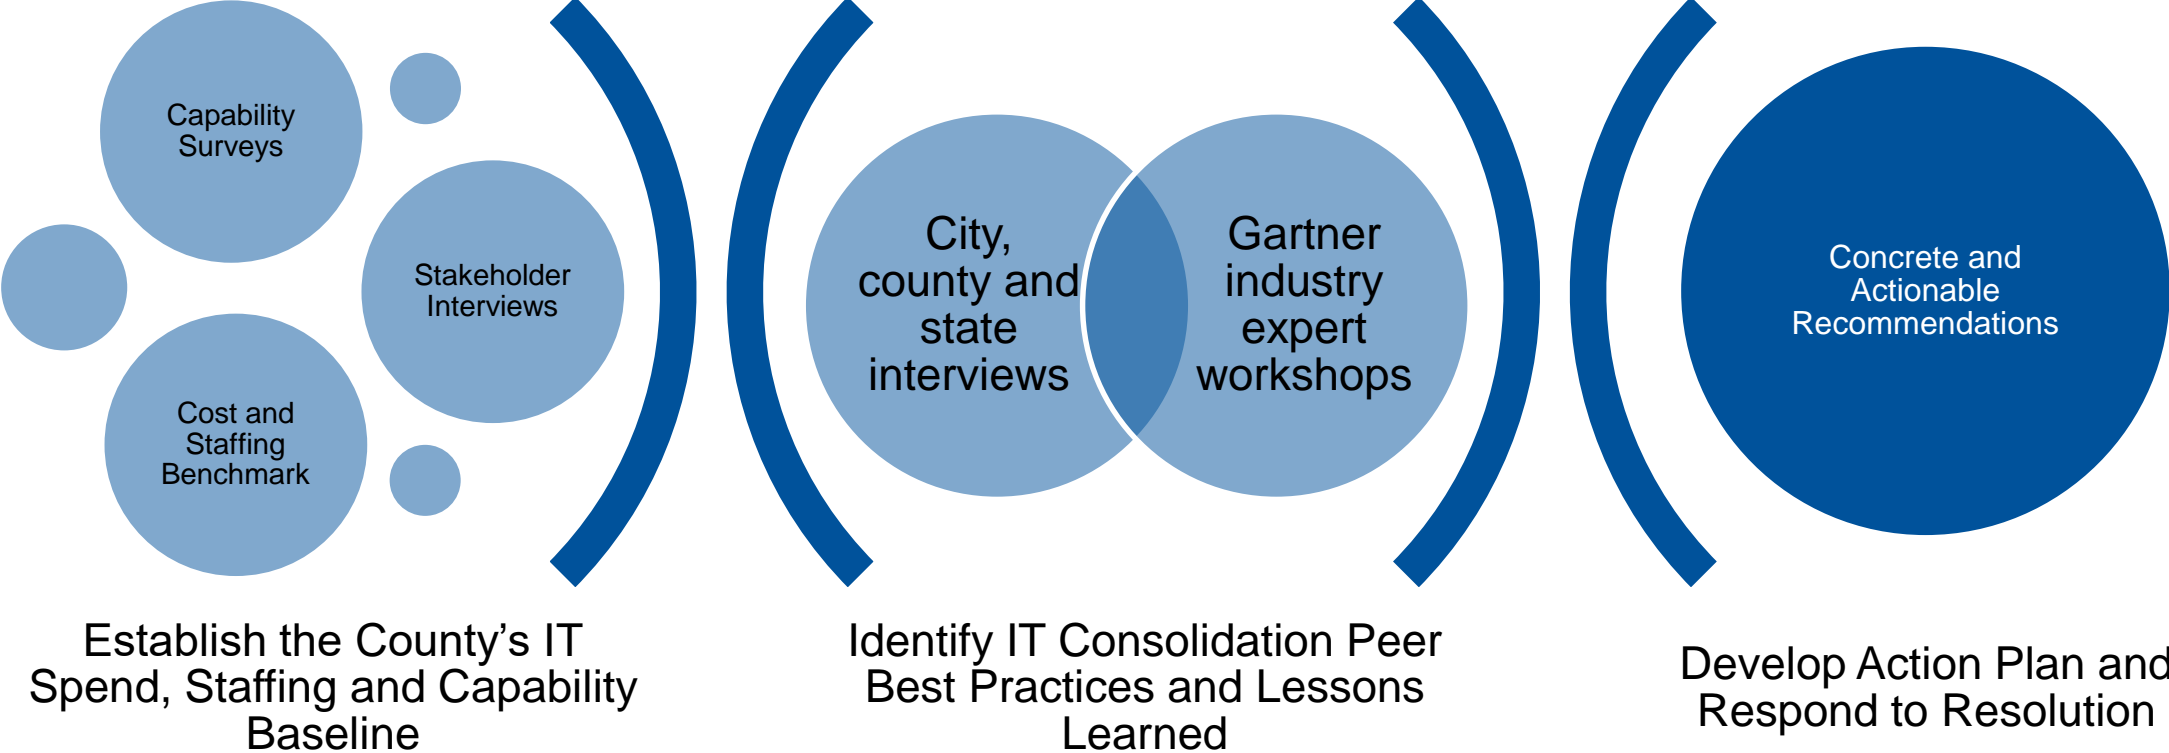 Capability
Surveys
Stakeholder
Interviews
Cost and
Staffing
Benchmark
Establish the County’s IT
Spend, Staffing and Capability
Baseline
City,
county and
state
interviews
Gartner
industry
expert
workshops
Identify IT Consolidation Peer
Best Practices and Lessons
Learned
Concrete and
Actionable
Recommendations
Develop Action Plan and
Respond to Resolution